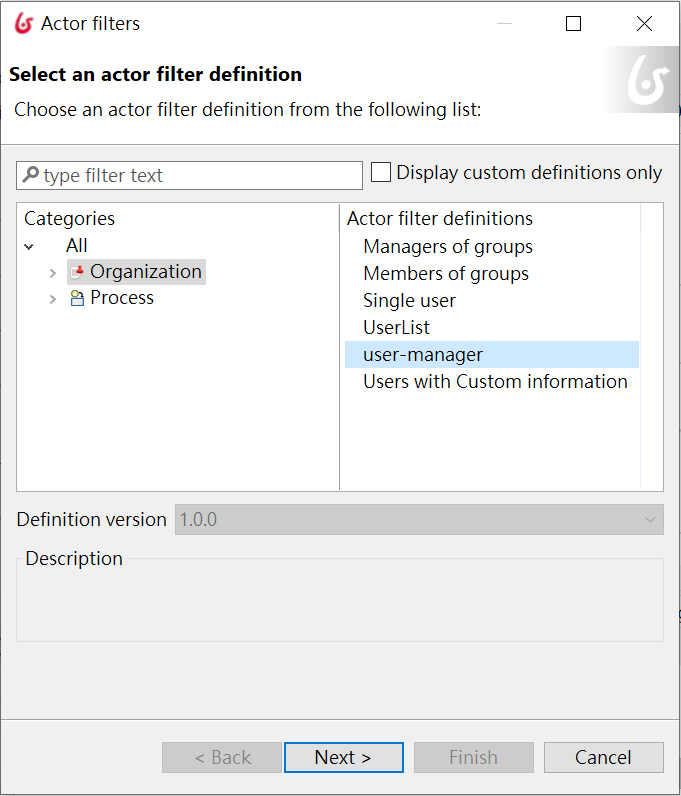 Actor filters
Select an actor filter definition
Choose an actor filter definition from the following list:
type filter text
Display custom definitions only
Categories
All
Organization
Process
Actor filter definitions
Managers of groups
Members of groups
Single user
UserList
user-manager
Users with Custom information
Definition version 1.0.0
Description
< Back
Next >
Finish
Cancel